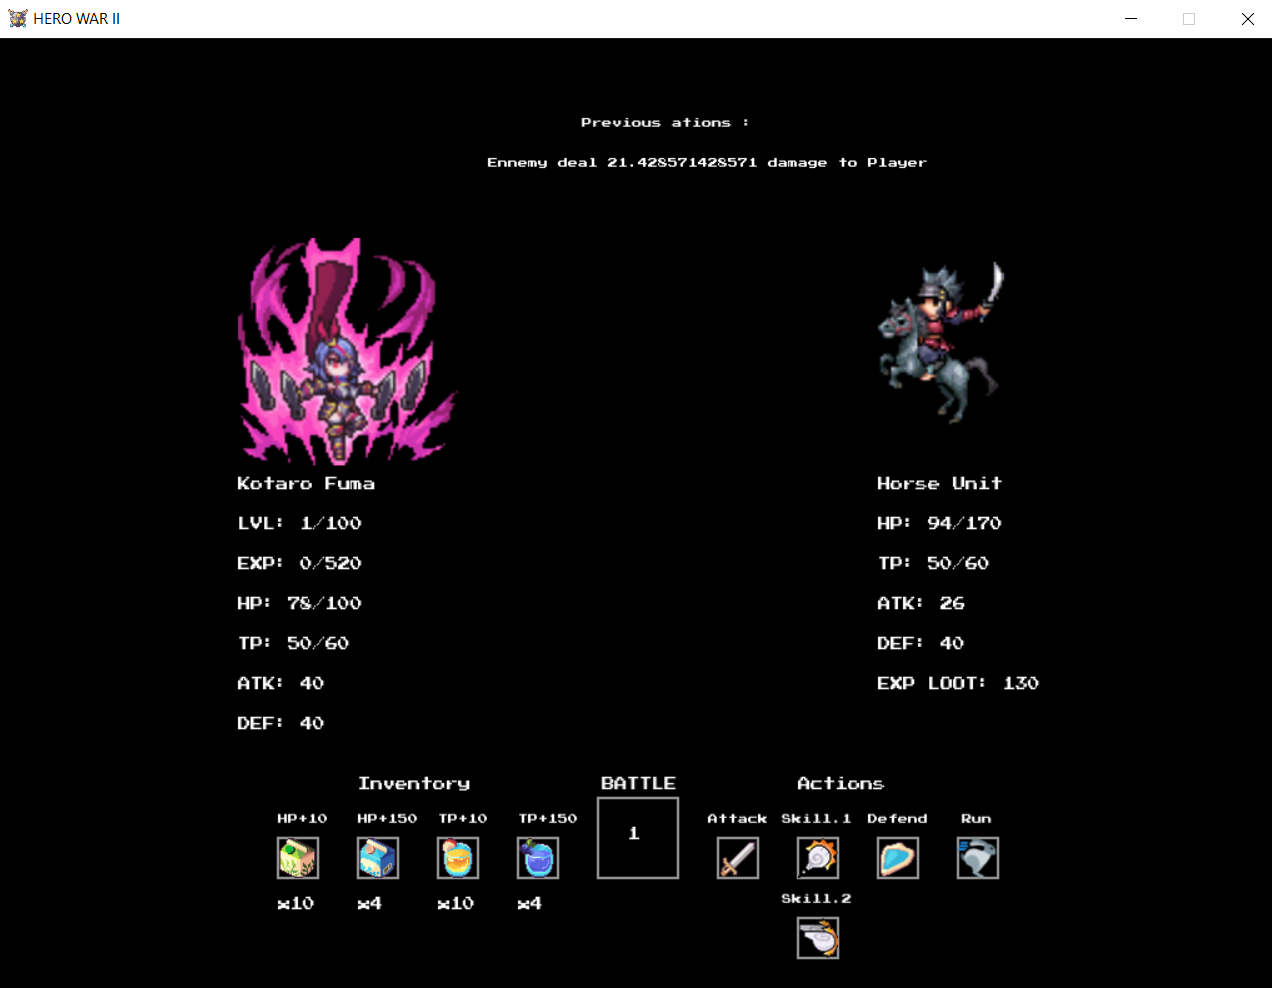 HERO WAR II
Previous ations :
Ennemy deal 21.428571428571 damage to Player
Kotaro Fuma
LVL: 1/100
EXP: 0/520
HP: 78/100
TP: 50/60
ATK: 40
DEF: 40
Horse Unit
HP: 94/170
TP: 50/60
ATK: 26
DEF: 40
EXP LOOT: 130
Inventory
HP+10 HP+150 TP+10 TP+150
x10 x4 x10 x4
BATTLE
1
Actions
Attack Skill.1 Defend Run
Skill.2